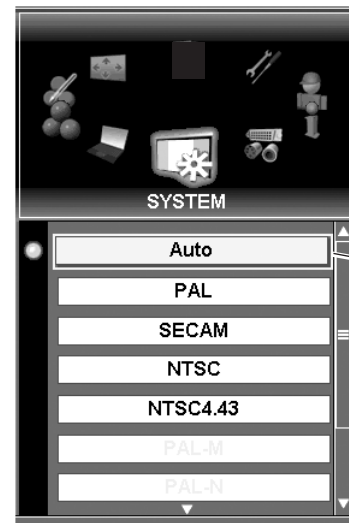 SYSTEM
Auto
PAL
SECAM
NTSC
NTSC4.43
PAL-M
PAL-N